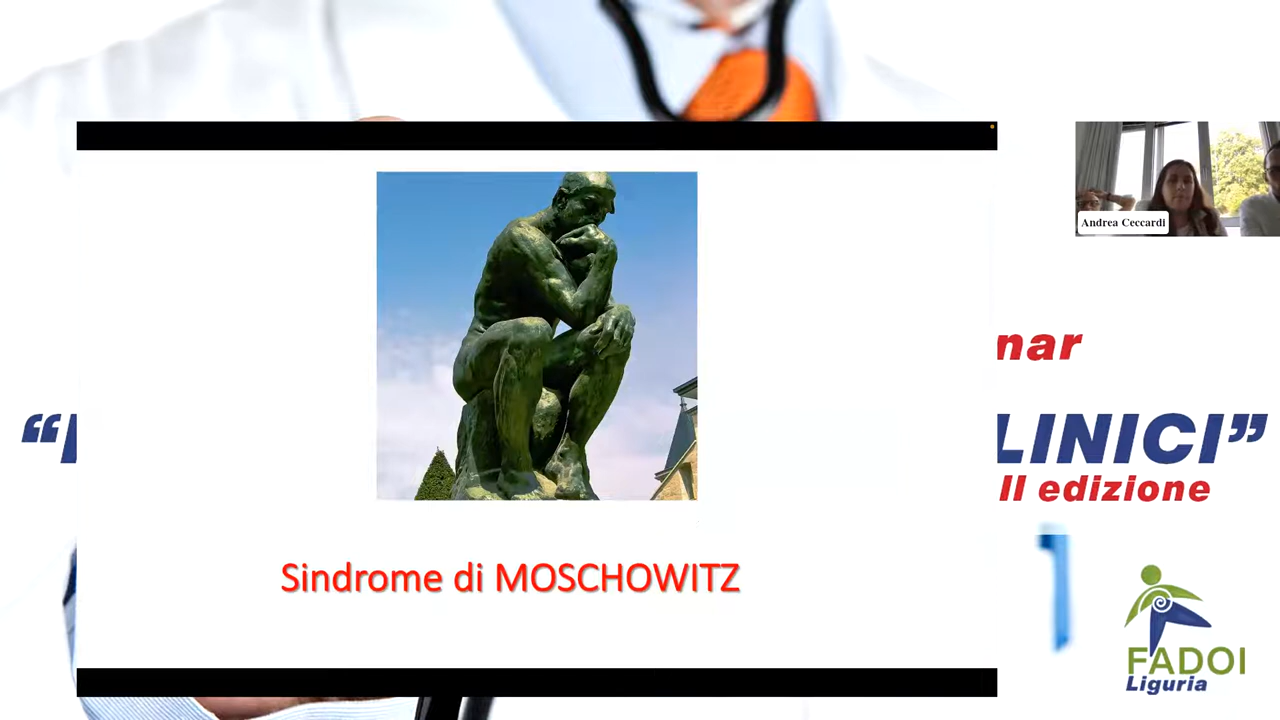 Andrea Ceccardi
nar
“
LINICI”
II edizione
Sindrome di MOSCHOWITZ
FADOI
Liguria